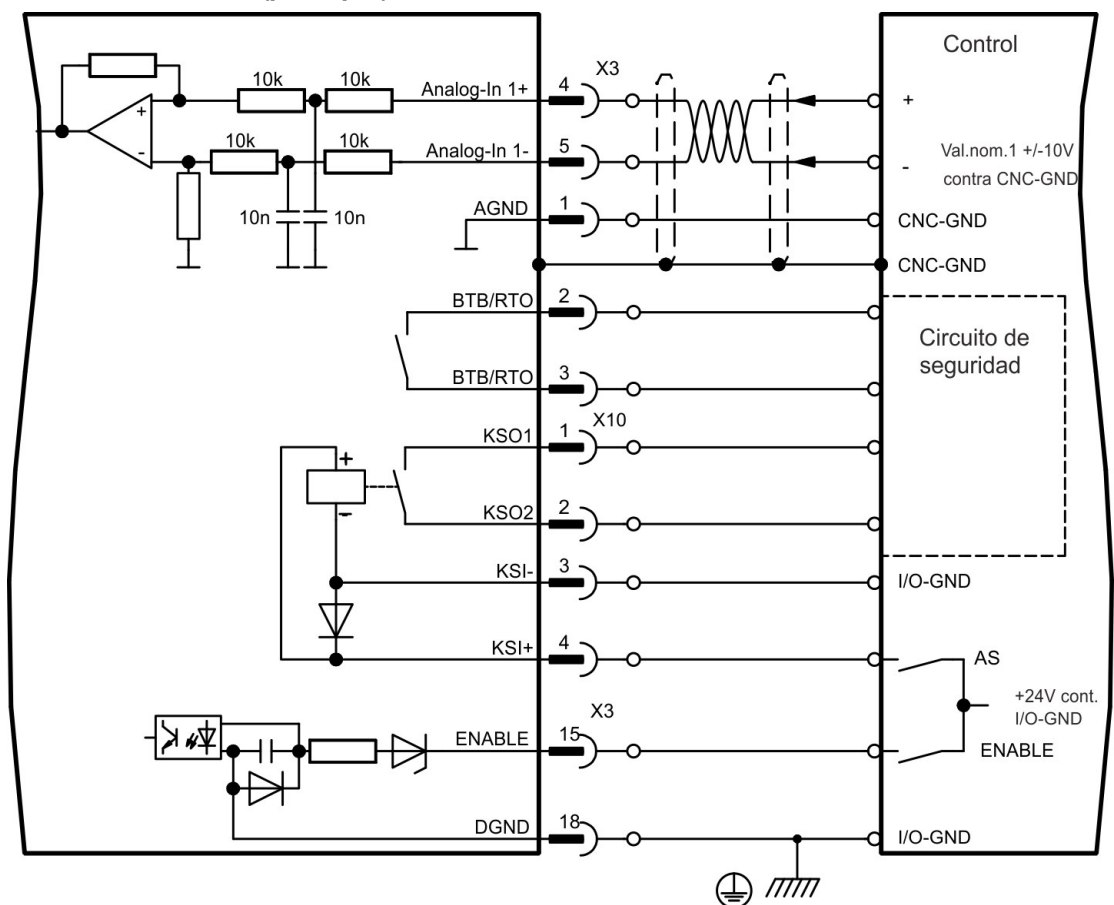 Control
X3
10k
10k
Analog-In 1+
4
+
+
10k
10k
Analog-In 1-
5
-
-
Val.nom.1 +/-10V
contra CNC-GND
10n
10n
AGND
1
CNC-GND
CNC-GND
BTB/RTO
2
Circuito de
seguridad
BTB/RTO
3
X10
KSO1
1
+
-
KSO2
2
KSI-
3
I/O-GND
KSI+
4
AS
+24V cont.
I/O-GND
X3
ENABLE
15
ENABLE
DGND
18
I/O-GND